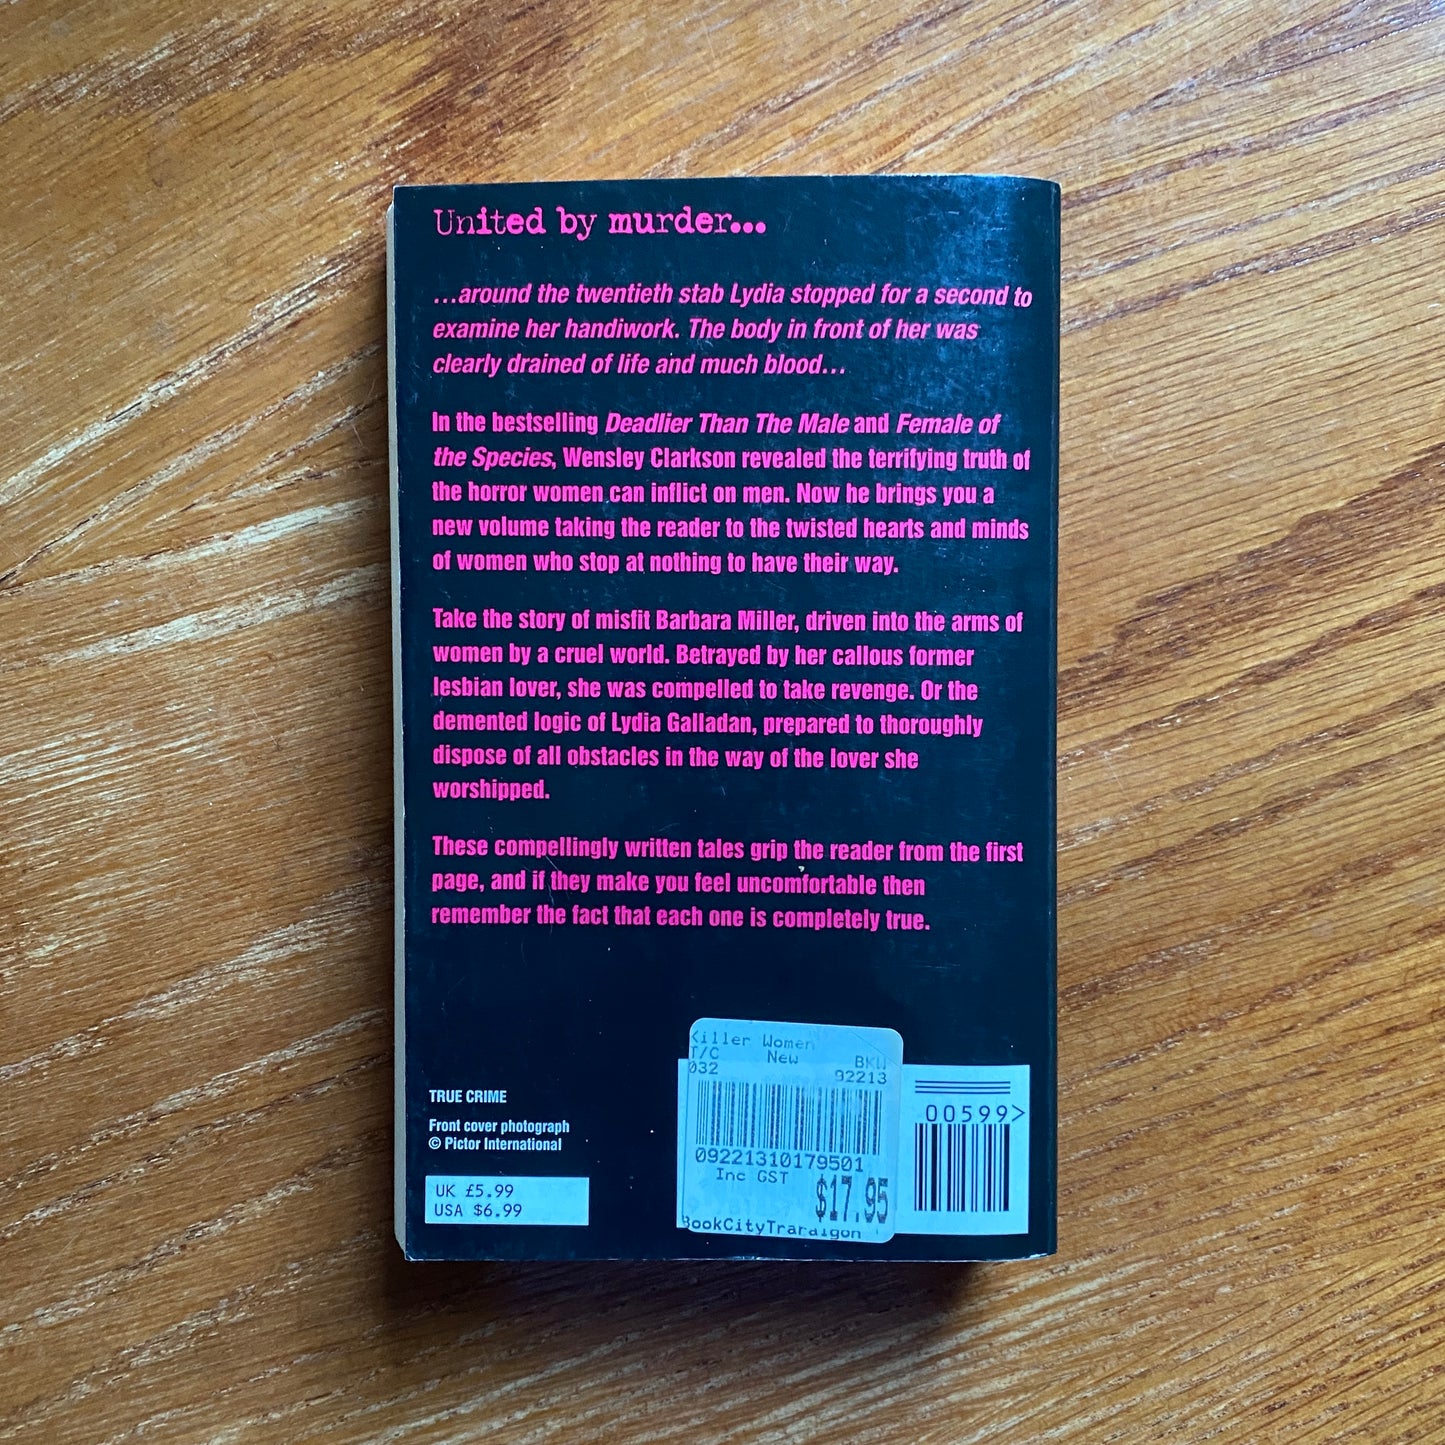 United by murder...
...around the twentieth stab Lydia stopped for a second to
examine her handiwork. The body in front of her was
clearly drained of life and much blood...
In the bestselling Deadlier Than The Male and Female of
the Species, Wensley Clarkson revealed the terrifying truth of
the horror women can inflict on men. Now he brings you a
new volume taking the reader to the twisted hearts and minds
of women who stop at nothing to have their way.
Take the story of misfit Barbara Miller, driven into the arms of
women by a cruel world. Betrayed by her callous former
lesbian lover, she was compelled to take revenge. Or the
demented logic of Lydia Galladan, prepared to thoroughly
dispose of all obstacles in the way of the lover she
worshipped.
These compellingly written tales grip the reader from the first
page, and if they make you feel uncomfortable then
remember the fact that each one is completely true.
TRUE CRIME
Front cover photograph
© Pictor International
UK £5.99
USA $6.99
Killer Women
T/C New BKW
032 92213
09221310179501
Inc GST $17.95
BookCityTraralgon
00599>